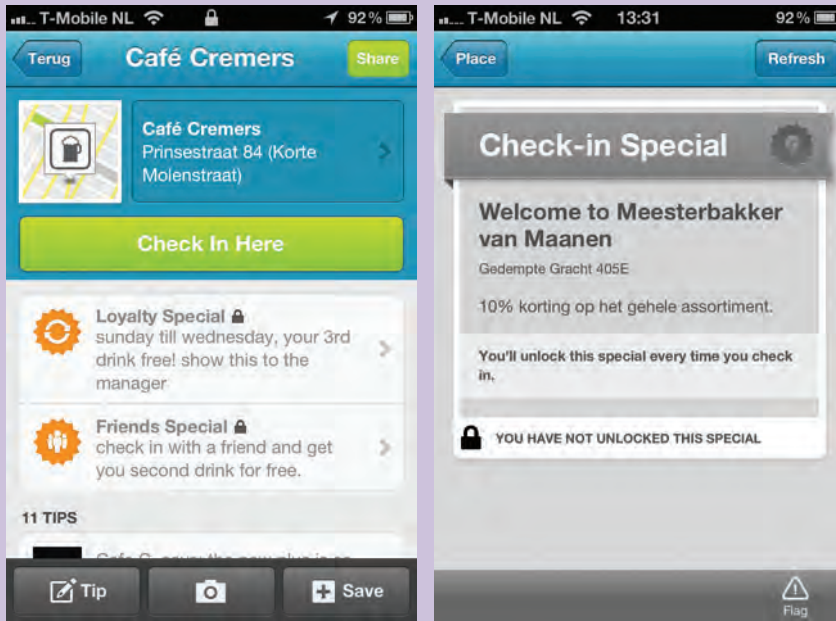 T-Mobile NL 92%
Terug Café Cremers Share
Café Cremers
Prinsestraat 84 (Korte
Molenstraat)
Check In Here
Loyalty Special
sunday till wednesday, your 3rd
drink free! show this to the
manager
Friends Special
check in with a friend and get
you second drink for free.
11 TIPS
Tip Save
T-Mobile NL 13:31 92%
Place Refresh
Check-in Special
Welcome to Meesterbakker
van Maanen
Gedempte Gracht 405E
10% korting op het gehele assortiment.
You'll unlock this special every time you check
in.
YOU HAVE NOT UNLOCKED THIS SPECIAL
Flag